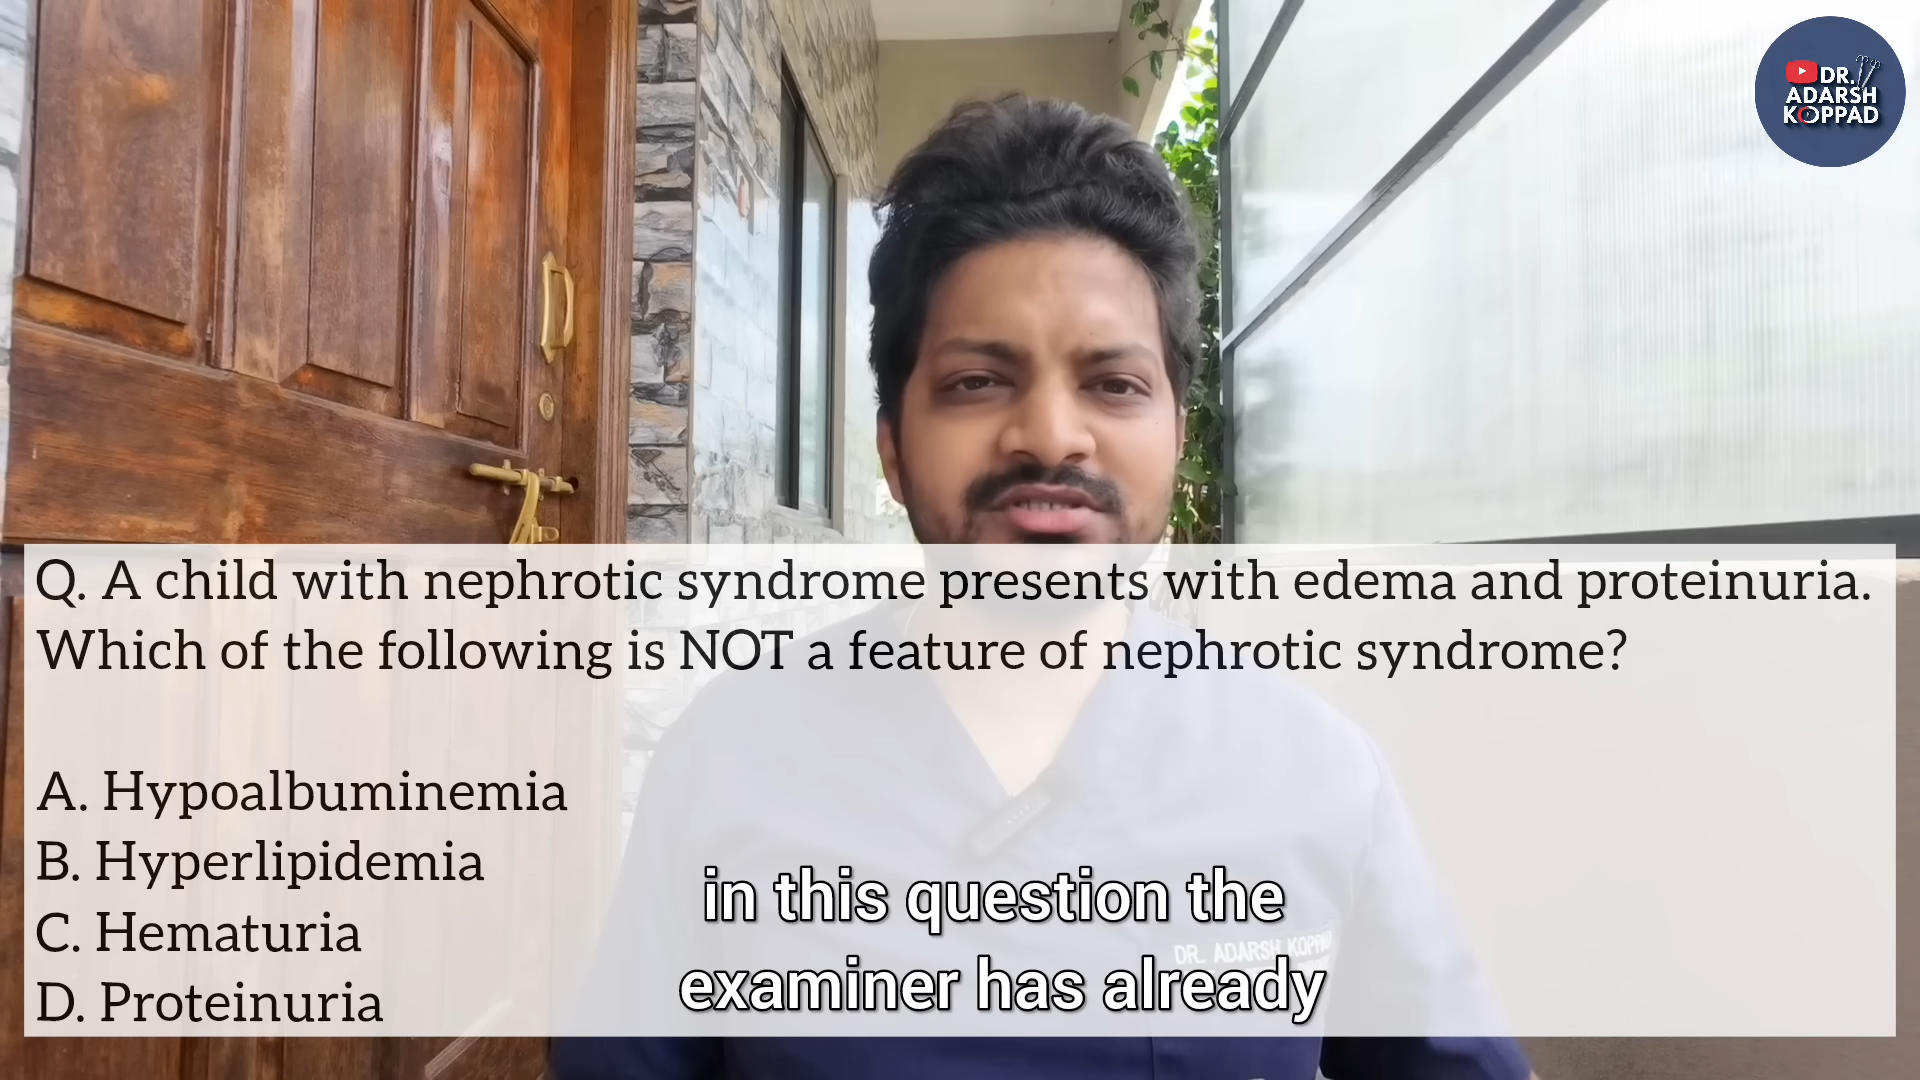 DR.
ADARSH
KOPPAD
Q. A child with nephrotic syndrome presents with edema and proteinuria.
Which of the following is NOT a feature of nephrotic syndrome?
A. Hypoalbuminemia
B. Hyperlipidemia
C. Hematuria
D. Proteinuria
in this question the
examiner has already
DR. ADARSH KOPPAD